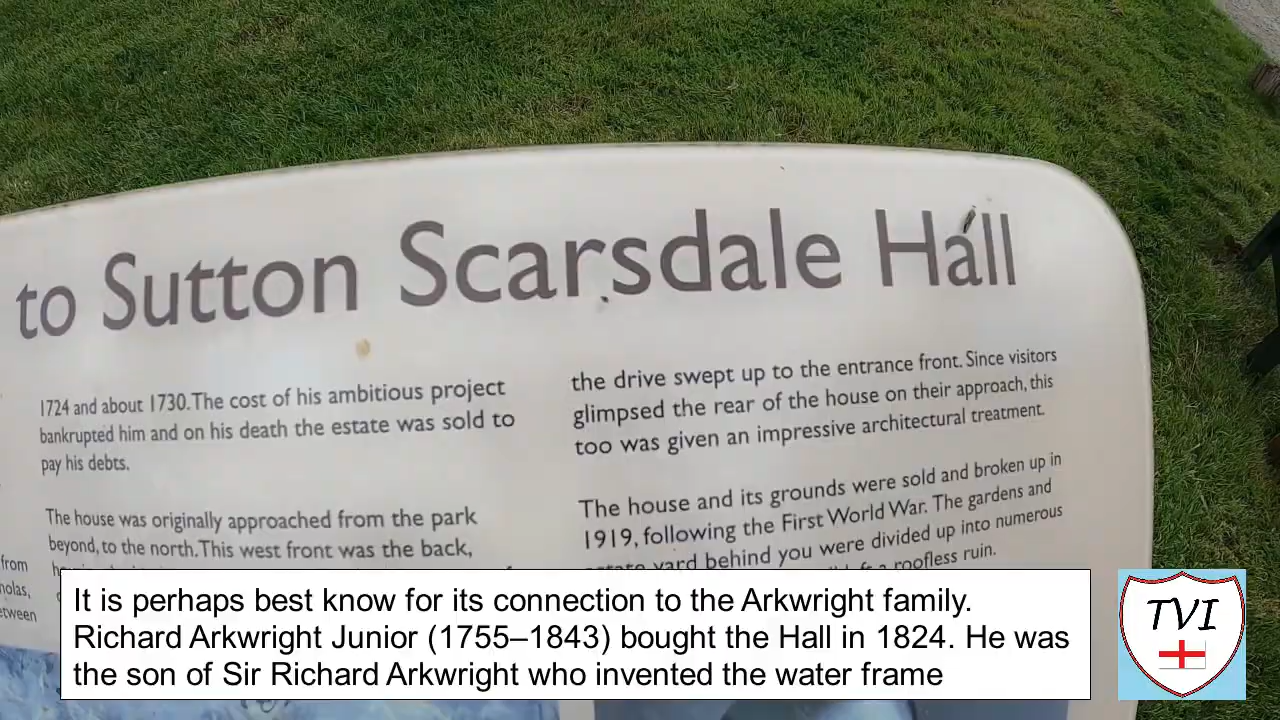 to Sutton Scarsdale Hall
1724 and about 1730. The cost of his ambitious project
bankrupted him and on his death the estate was sold to
pay his debts.
The house was originally approached from the park
beyond, to the north. This west front was the back,
from
etween
the drive swept up to the entrance front. Since visitors
glimpsed the rear of the house on their approach, this
too was given an impressive architectural treatment.
The house and its grounds were sold and broken up in
1919, following the First World War. The gardens and
yard behind you were divided up into numerous
roofless ruin.
It is perhaps best know for its connection to the Arkwright family.
Richard Arkwright Junior (1755–1843) bought the Hall in 1824. He was
the son of Sir Richard Arkwright who invented the water frame
TVI